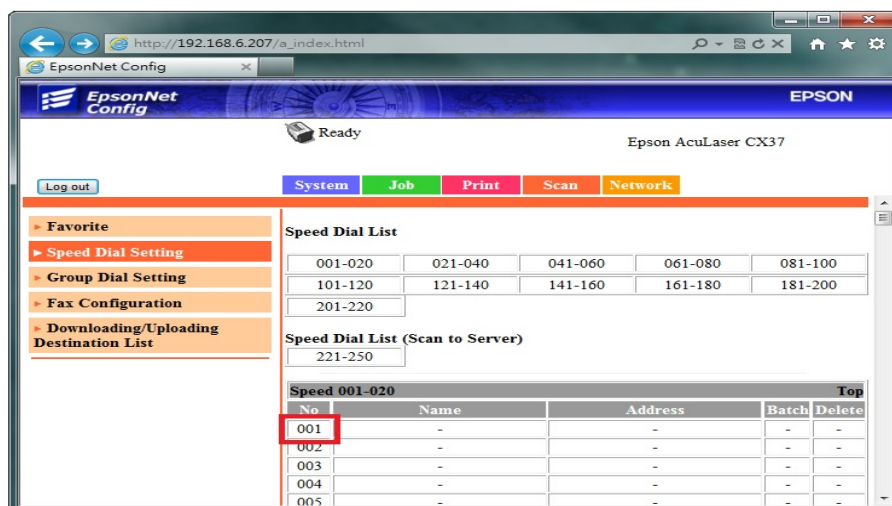 http://192.168.6.207/a_index.html
EpsonNet Config
EpsonNet
Config
EPSON
Ready
Epson AcuLaser CX37
Log out
System Job Print Scan Network
Favorite
Speed Dial Setting
Group Dial Setting
Fax Configuration
Downloading/Uploading
Destination List
Speed Dial List
001-020 021-040 041-060 061-080 081-100
101-120 121-140 141-160 161-180 181-200
201-220
Speed Dial List (Scan to Server)
221-250
Speed 001-020 Top
No Name Address Batch Delete
001 - - - -
002 - - - -
003 - - - -
004 - - - -
005 - - - -